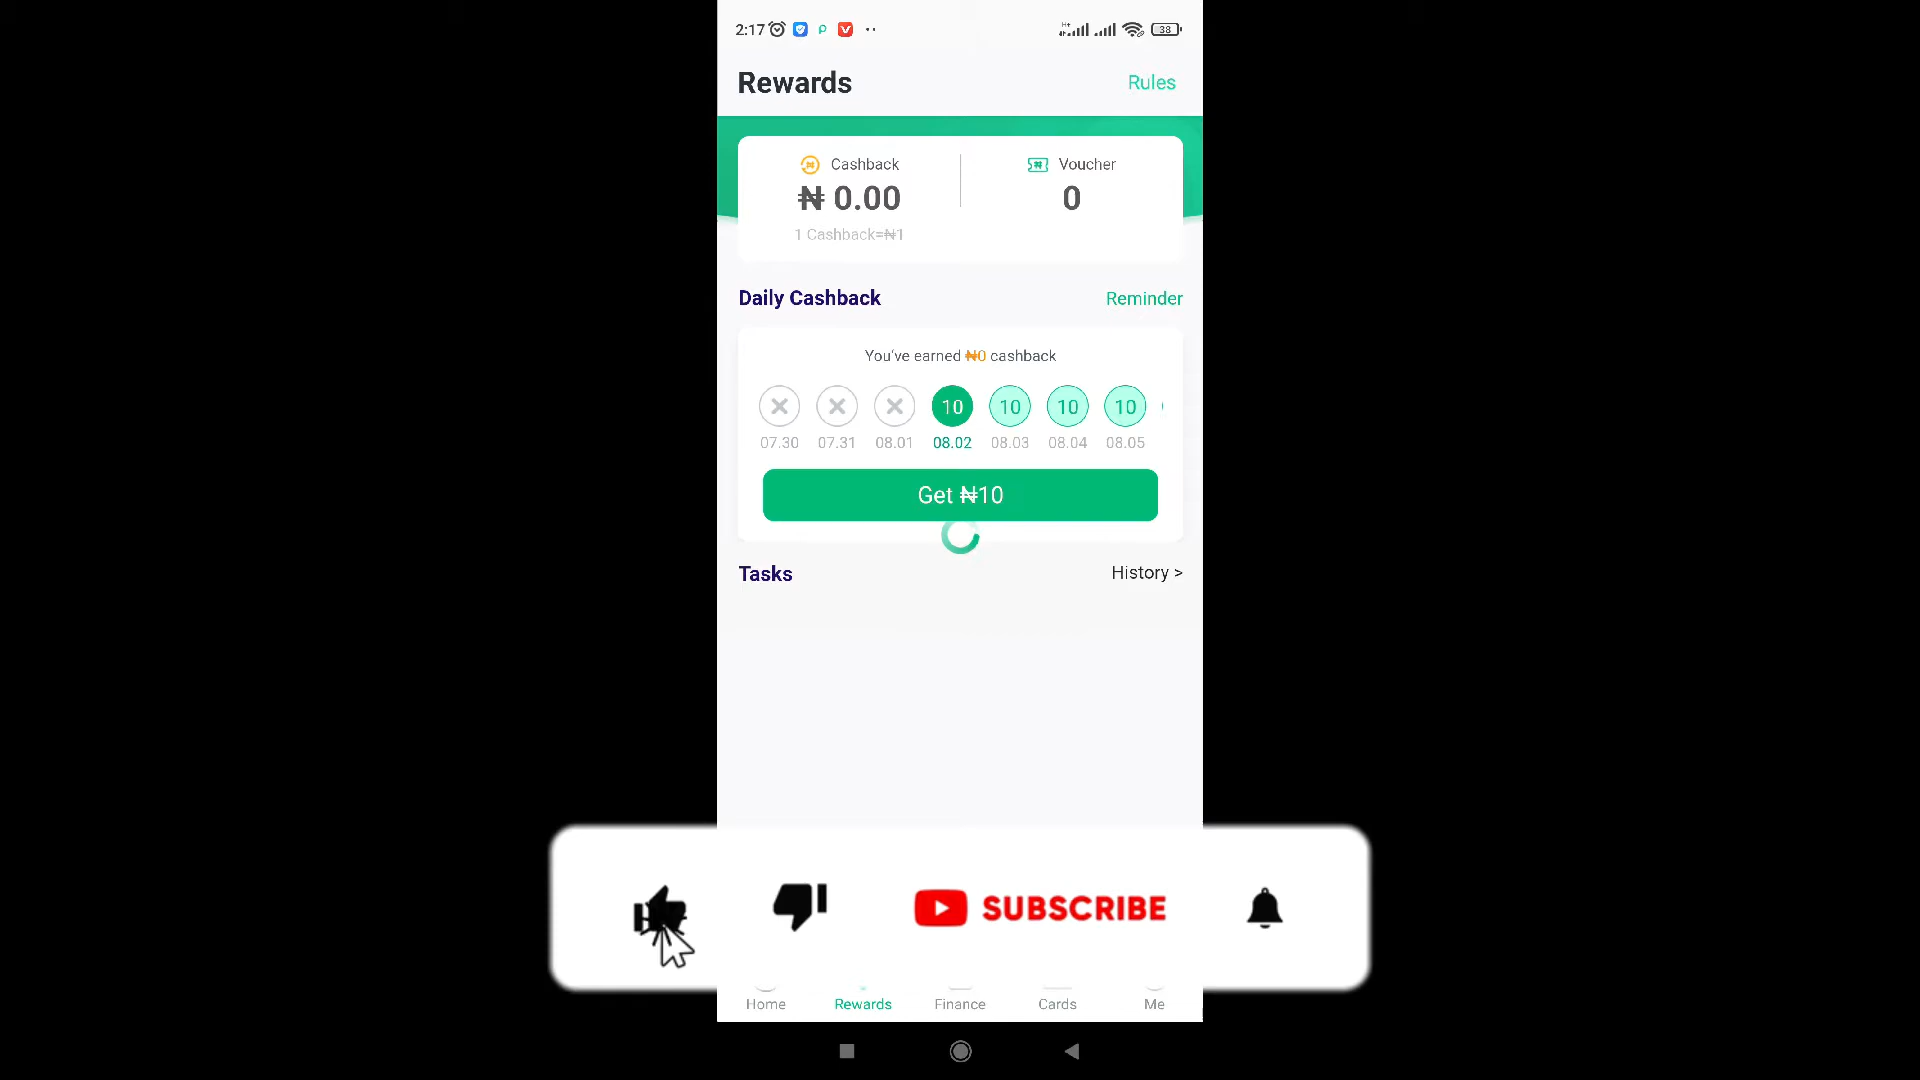 2:17
38
Rewards
Rules
Cashback
Voucher
₦ 0.00
0
1 Cashback=₦1
Daily Cashback
Reminder
You've earned ₦0 cashback
10 10 10 10
07.30 07.31 08.01 08.02 08.03 08.04 08.05
Get ₦10
Tasks
History >
SUBSCRIBE
Home Rewards Finance Cards Me